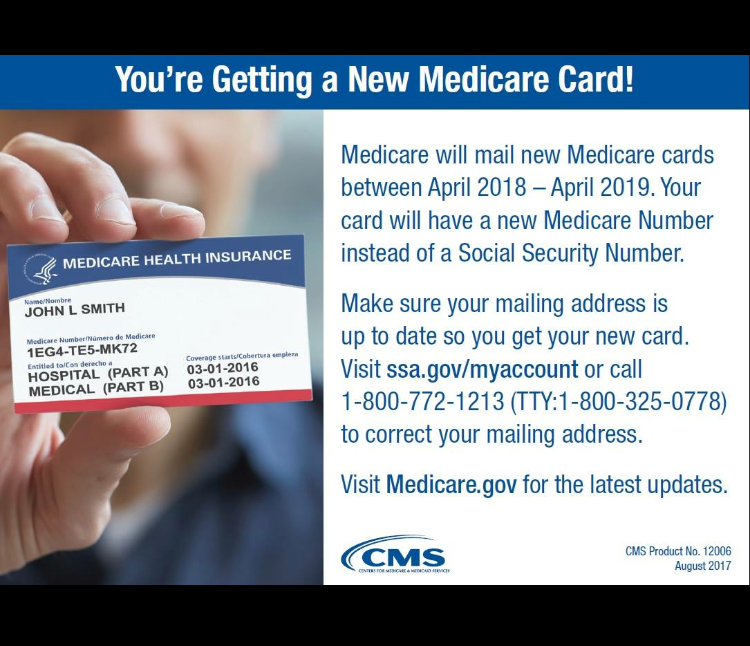 You're Getting a New Medicare Card!
MEDICARE HEALTH INSURANCE
Name/Nombre
JOHN L SMITH
Medicare Number/Número de Medicare
1EG4-TE5-MK72
Entitled to/Con derecho a
HOSPITAL (PART A)
MEDICAL (PART B)
Coverage starts/Cobertura empieza
03-01-2016
03-01-2016
Medicare will mail new Medicare cards
between April 2018 – April 2019. Your
card will have a new Medicare Number
instead of a Social Security Number.
Make sure your mailing address is
up to date so you get your new card.
Visit ssa.gov/myaccount or call
1-800-772-1213 (TTY:1-800-325-0778)
to correct your mailing address.
Visit Medicare.gov for the latest updates.
CMS
CENTERS FOR MEDICARE & MEDICAID SERVICES
CMS Product No. 12006
August 2017